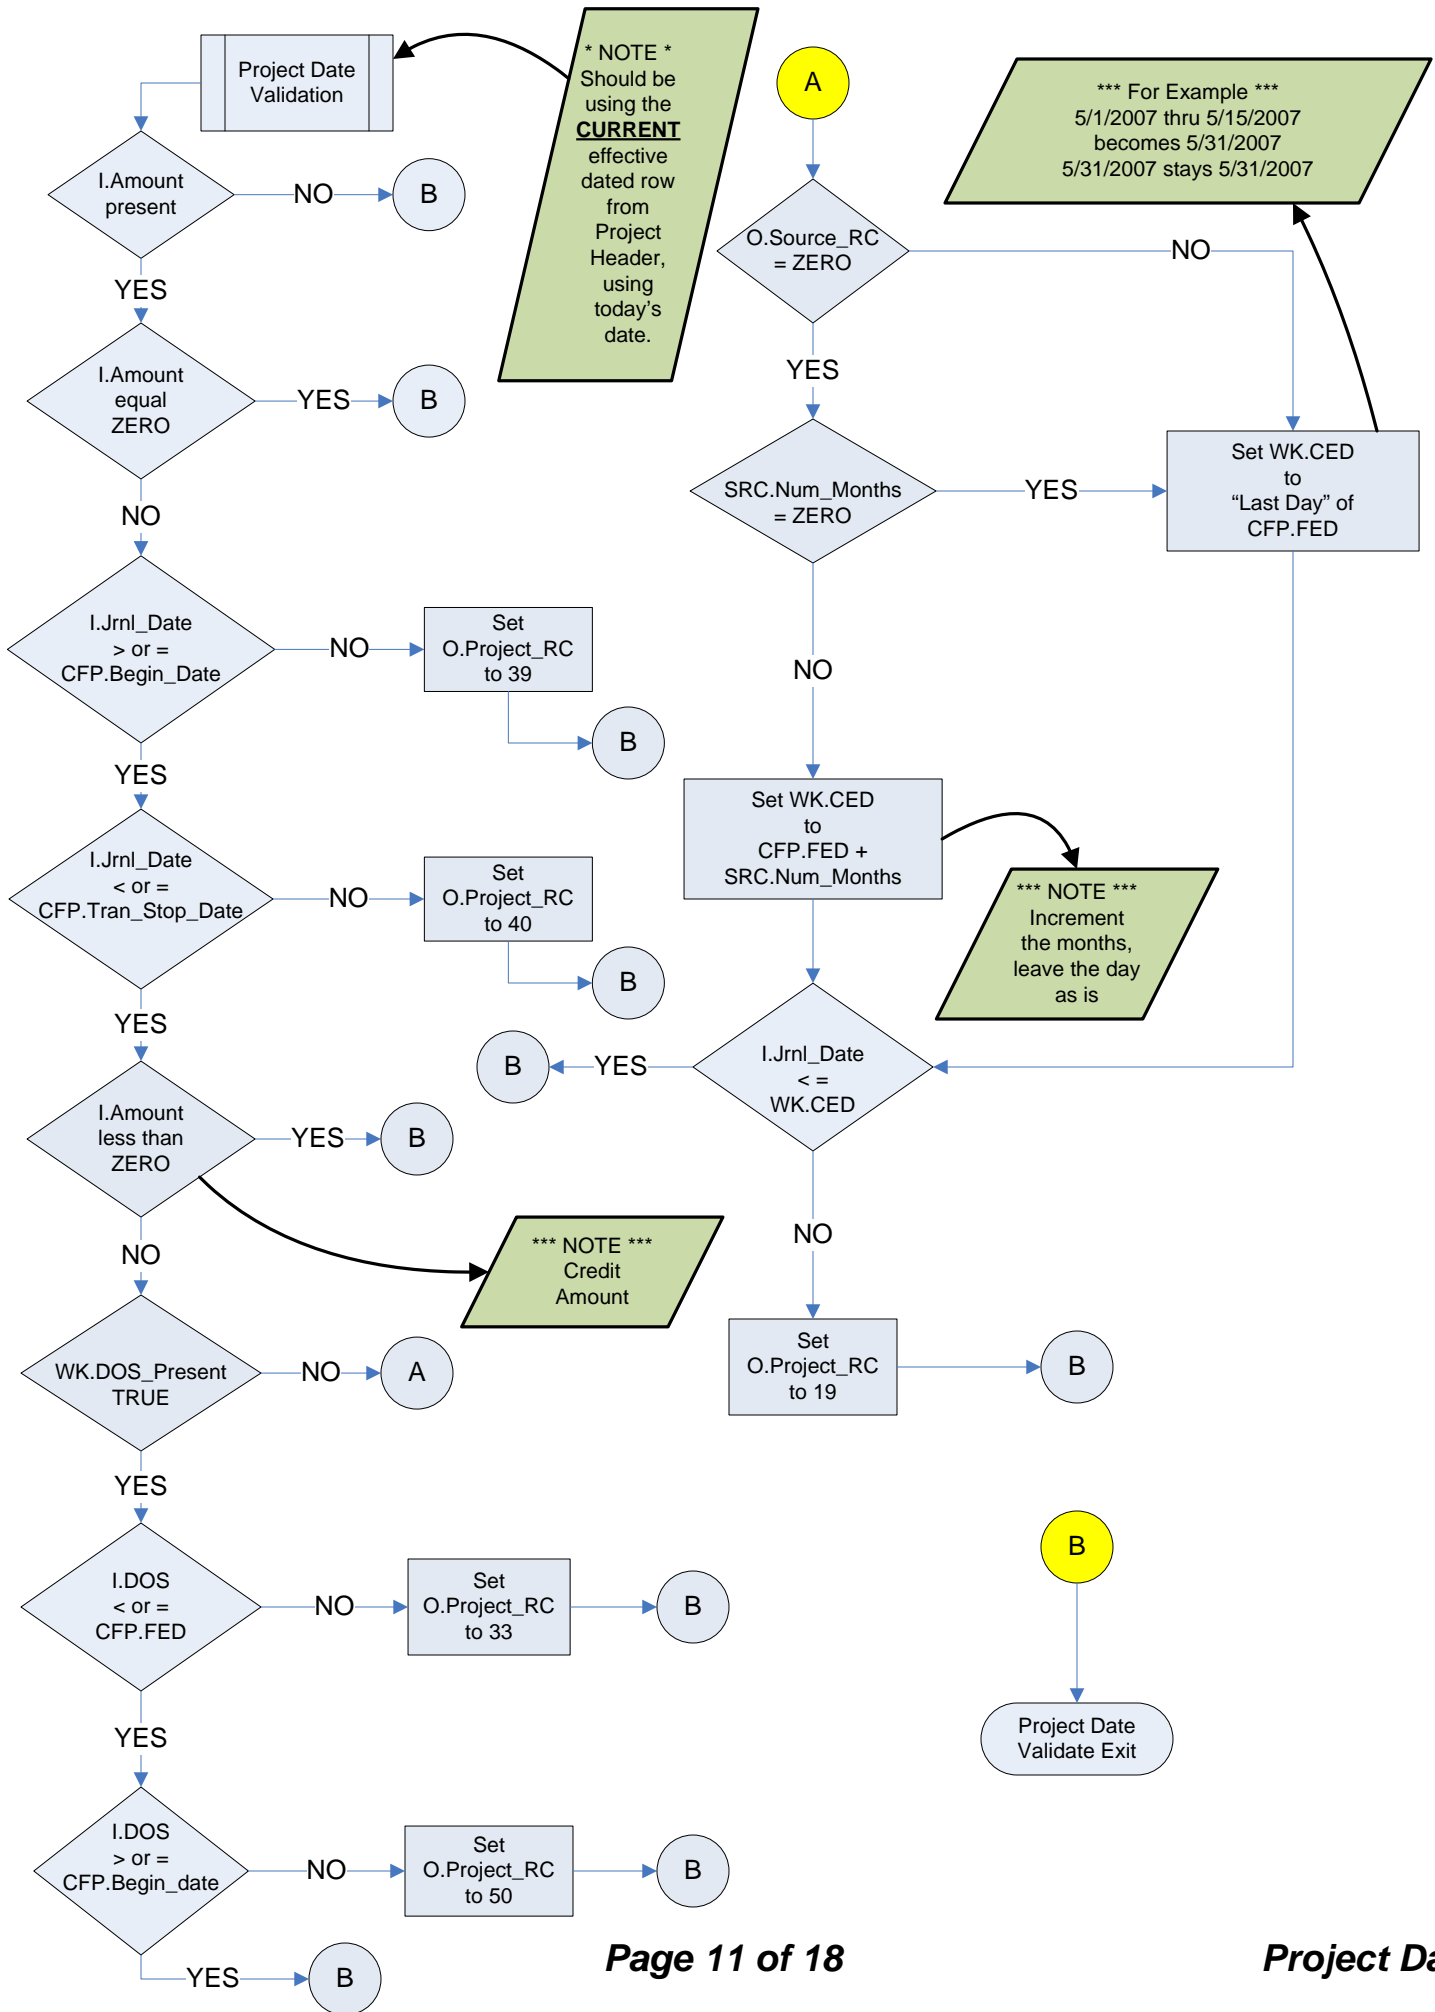 Project Date
Validation
* NOTE *
Should be
using the
CURRENT
effective
dated row
from
Project
Header,
using
today's
date.
I.Amount
present
NO
B
YES
I.Amount
equal
ZERO
YES
B
NO
I.Jrnl_Date
> or =
CFP.Begin_Date
NO
Set
O.Project_RC
to 39
B
YES
I.Jrnl_Date
< or =
CFP.Tran_Stop_Date
NO
Set
O.Project_RC
to 40
B
YES
I.Amount
less than
ZERO
YES
B
*** NOTE ***
Credit
Amount
NO
WK.DOS_Present
TRUE
NO
A
YES
I.DOS
< or =
CFP.FED
NO
Set
O.Project_RC
to 33
B
YES
I.DOS
> or =
CFP.Begin_date
NO
Set
O.Project_RC
to 50
B
YES
B
A
O.Source_RC
= ZERO
NO
*** For Example ***
5/1/2007 thru 5/15/2007
becomes 5/31/2007
5/31/2007 stays 5/31/2007
YES
SRC.Num_Months
= ZERO
YES
Set WK.CED
to
“Last Day” of
CFP.FED
NO
Set WK.CED
to
CFP.FED +
SRC.Num_Months
*** NOTE ***
Increment
the months,
leave the day
as is
I.Jrnl_Date
< =
WK.CED
YES
B
NO
Set
O.Project_RC
to 19
B
B
Project Date
Validate Exit
Page 11 of 18
Project Da